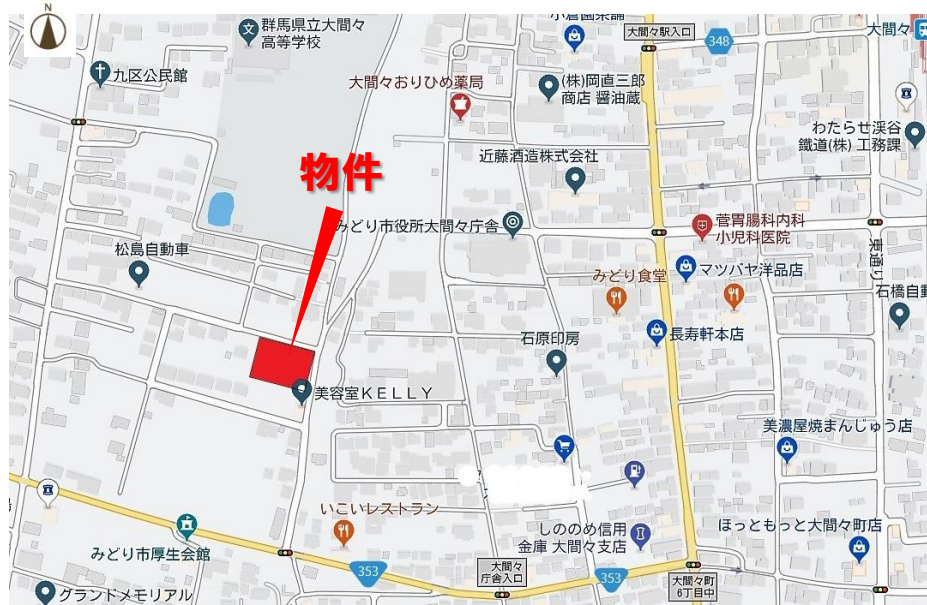 N
群馬県立大間々
高等学校
小倉園茶舗
大間々駅入口
348
大間々
九区公民館
大間々おりひめ薬局
(株)岡直三郎
商店 醤油蔵
わたらせ渓谷
鐵道(株) 工務課
近藤酒造株式会社
物件
みどり市役所大間々庁舎
菅胃腸科内科
小児科医院
松島自動車
みどり食堂
マツバヤ洋品店
東通り
石橋自動
石原印房
長寿軒本店
美容室KELLY
美濃屋焼まんじゅう店
いこいレストラン
しののめ信用
金庫 大間々支店
ほっともっと大間々町店
みどり市厚生会館
353
大間々
庁舎入口
353
大間々町
6丁目中
グランドメモリアル